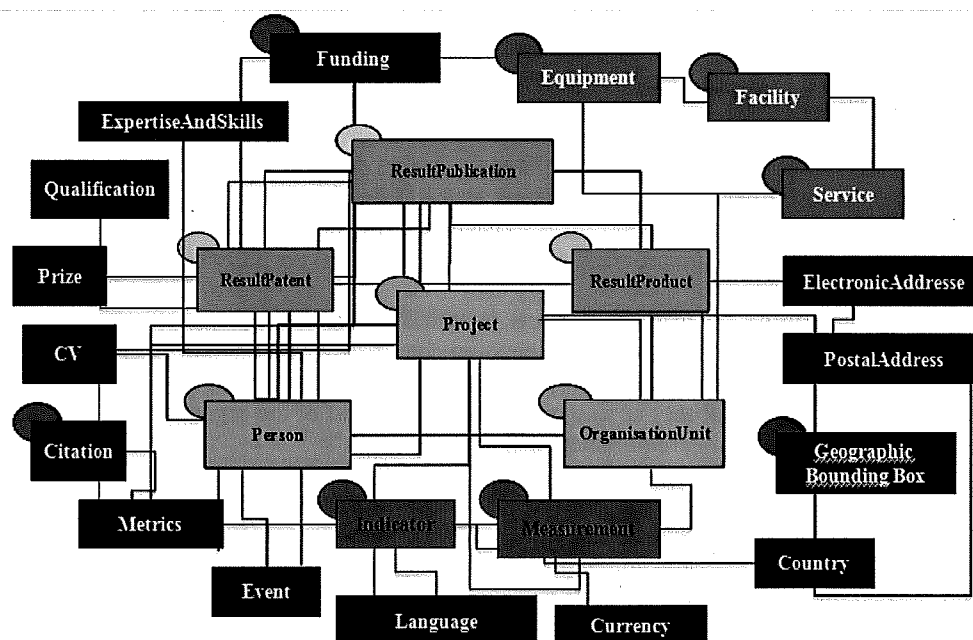 Funding
Equipment
Facility
ExpertiseAndSkills
ResultPublication
Qualification
Service
Prize
ResultPatent
ResultProduct
ElectronicAddresse
Project
CV
PostalAddress
Person
OrganisationUnit
Citation
Geographic
Bounding Box
Metrics
Indicator
Measurement
Country
Event
Language
Currency